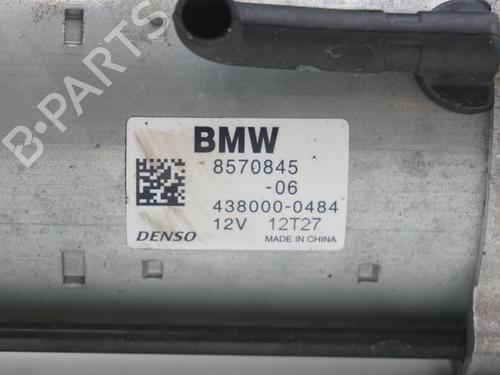 B-PARTS
BMW
8570845
-06
438000-0484
12V 12T27
DENSO MADE IN CHINA